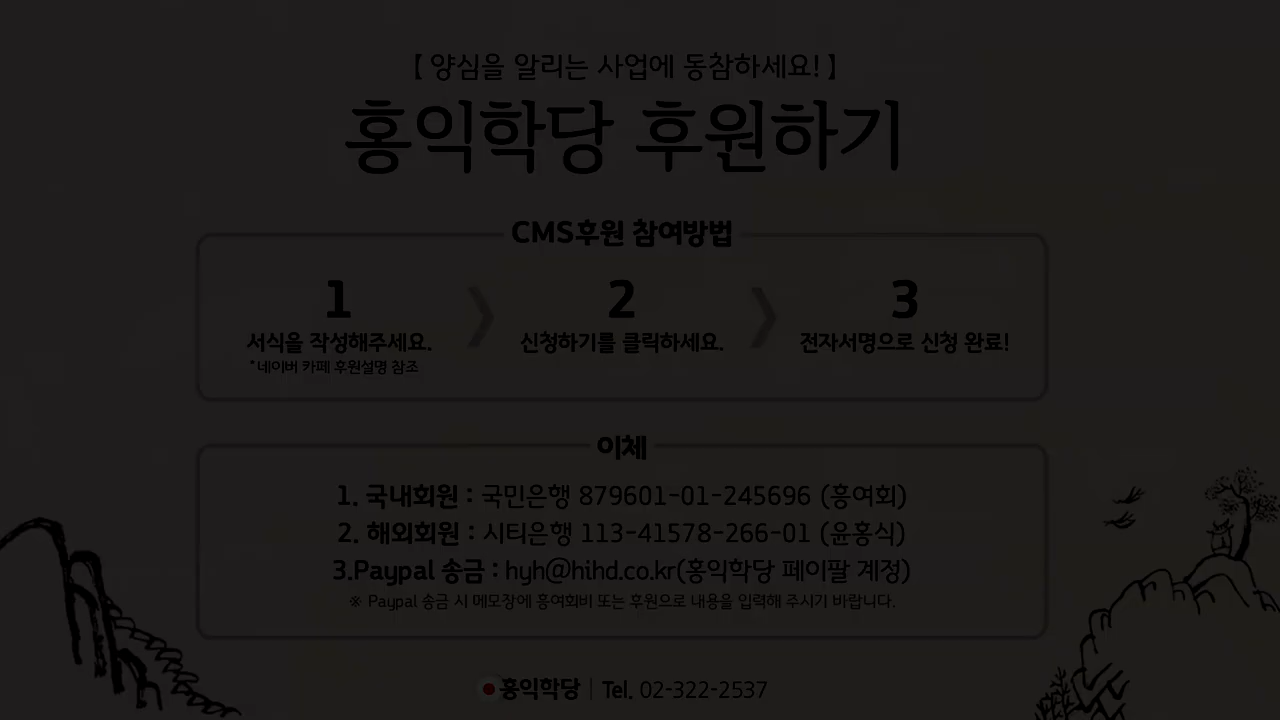 【 양심을 알리는 사업에 동참하세요! 】
홍익학당 후원하기
CMS후원 참여방법
1
서식을 작성해주세요.
*네이버 카페 후원설명 참조
2
신청하기를 클릭하세요.
3
전자서명으로 신청 완료!
이체
1. 국내회원 : 국민은행 879601-01-245696 (흥여회)
2. 해외회원 : 시티은행 113-41578-266-01 (윤홍식)
3.Paypal 송금 : hyh@hihd.co.kr(홍익학당 페이팔 계정)
※ Paypal 송금 시 메모장에 흥여회비 또는 후원으로 내용을 입력해 주시기 바랍니다.
홍익학당 | Tel. 02-322-2537